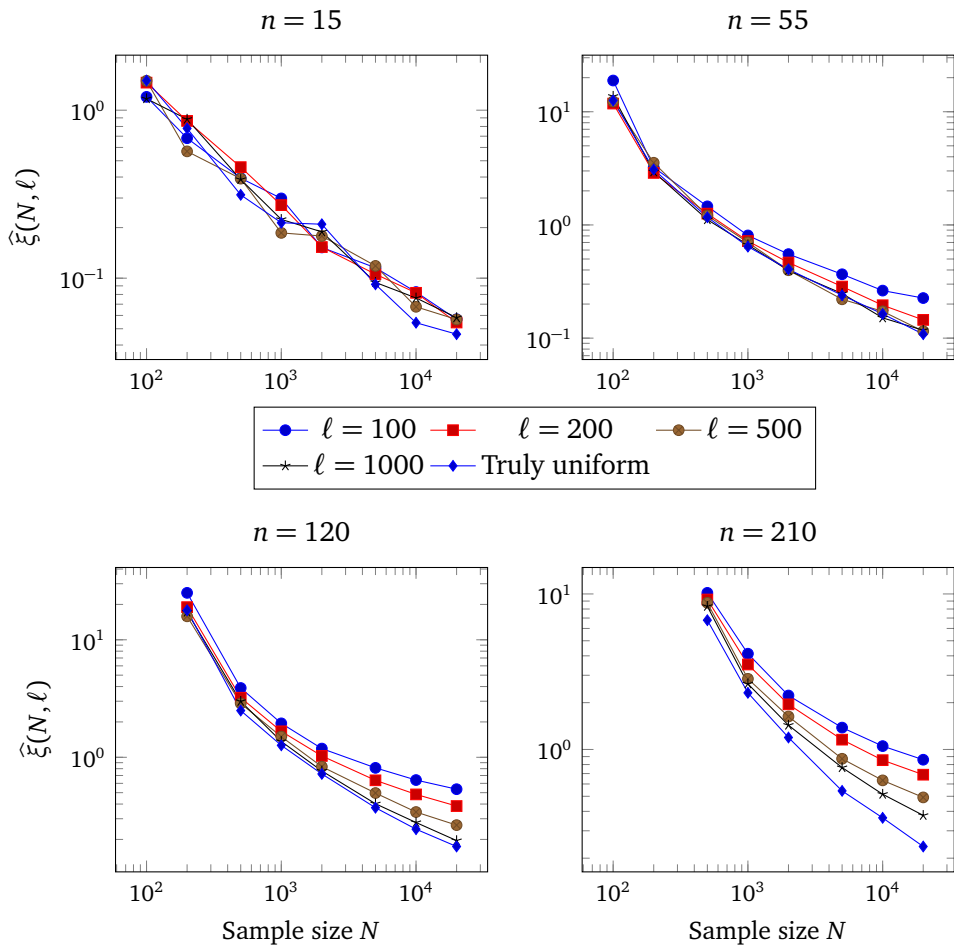 n = 15
n = 55
10^0
10^{-1}
\hat{ξ}(N, ℓ)
10^2
10^3
10^4
10^1
10^0
10^{-1}
10^2
10^3
10^4
ℓ = 100
ℓ = 200
ℓ = 500
ℓ = 1000
Truly uniform
n = 120
n = 210
10^1
10^0
\hat{ξ}(N, ℓ)
10^2
10^3
10^4
Sample size N
10^1
10^0
10^2
10^3
10^4
Sample size N